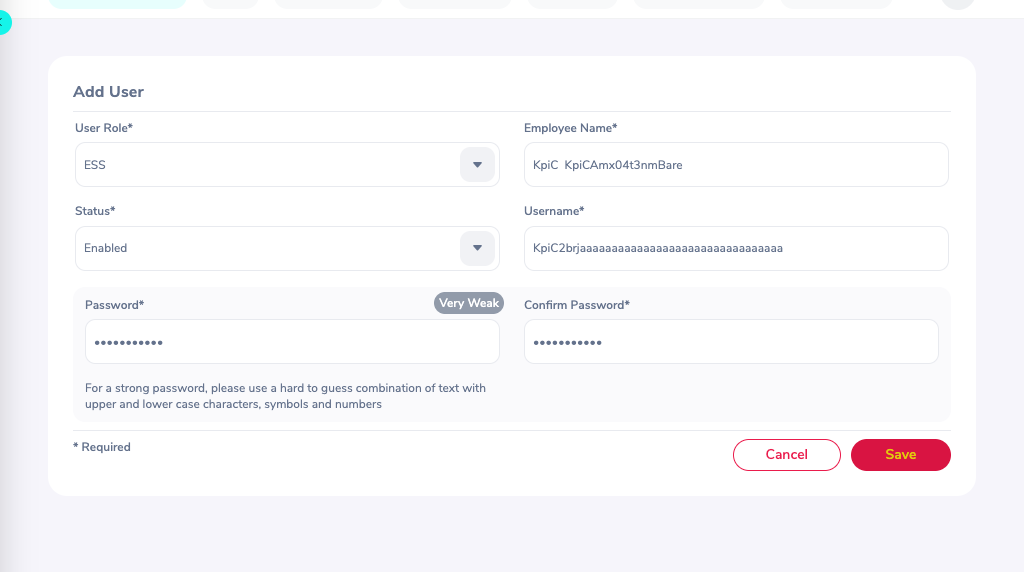 Add User
User Role*
Employee Name*
ESS
KpiC  KpiCAmx04t3nmBare
Status*
Username*
Enabled
KpiC2brjaaaaaaaaaaaaaaaaaaaaaaaaaaaaaaaa
Password*
Very Weak
Confirm Password*
•••••••••••
•••••••••••
For a strong password, please use a hard to guess combination of text with
upper and lower case characters, symbols and numbers
* Required
Cancel
Save